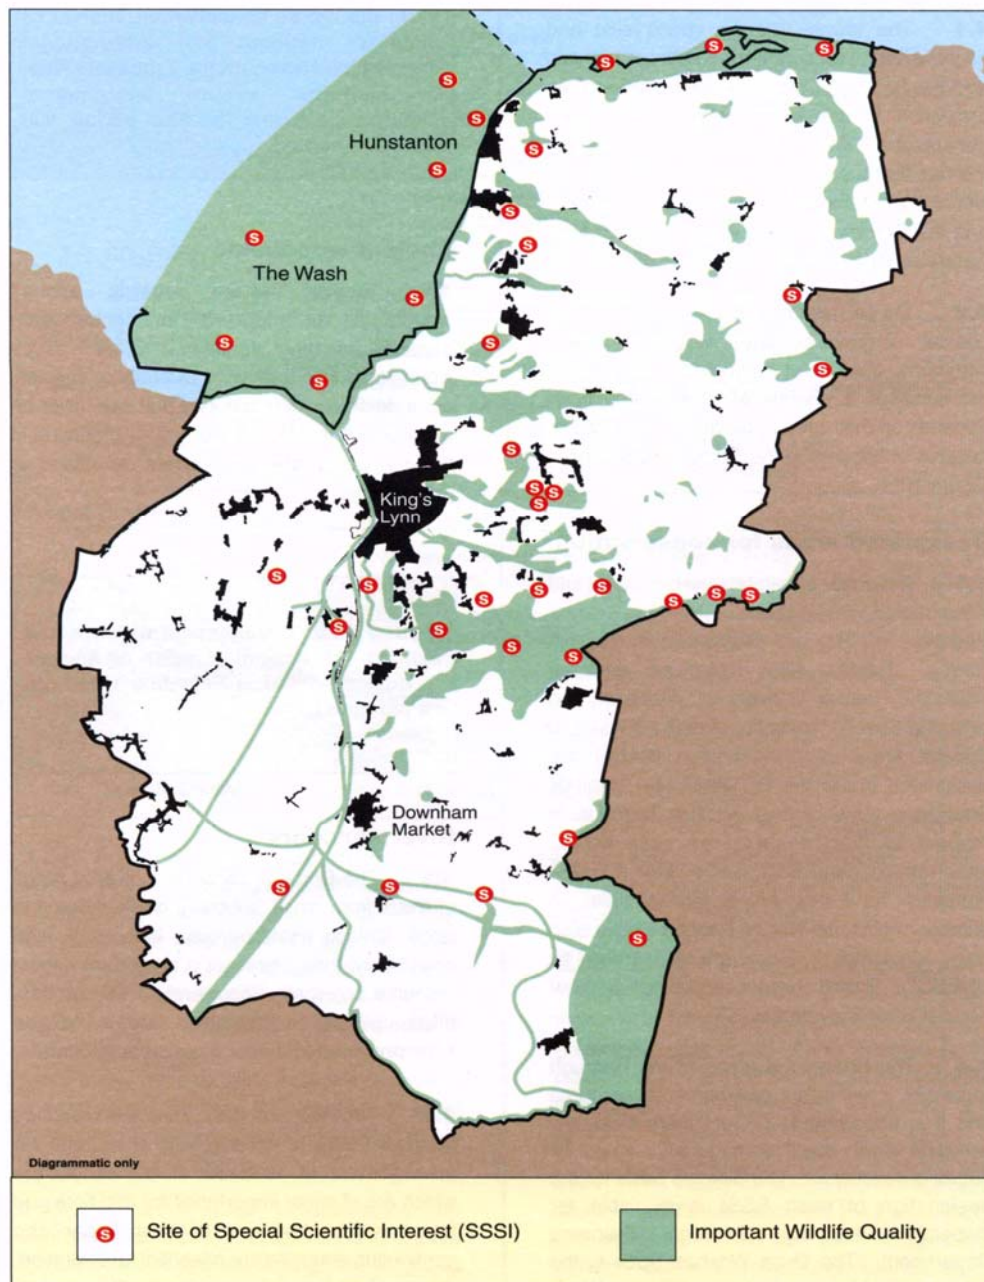 Hunstanton
The Wash
King's
Lynn
Downham
Market
Diagrammatic only
S Site of Special Scientific Interest (SSSI)
Important Wildlife Quality